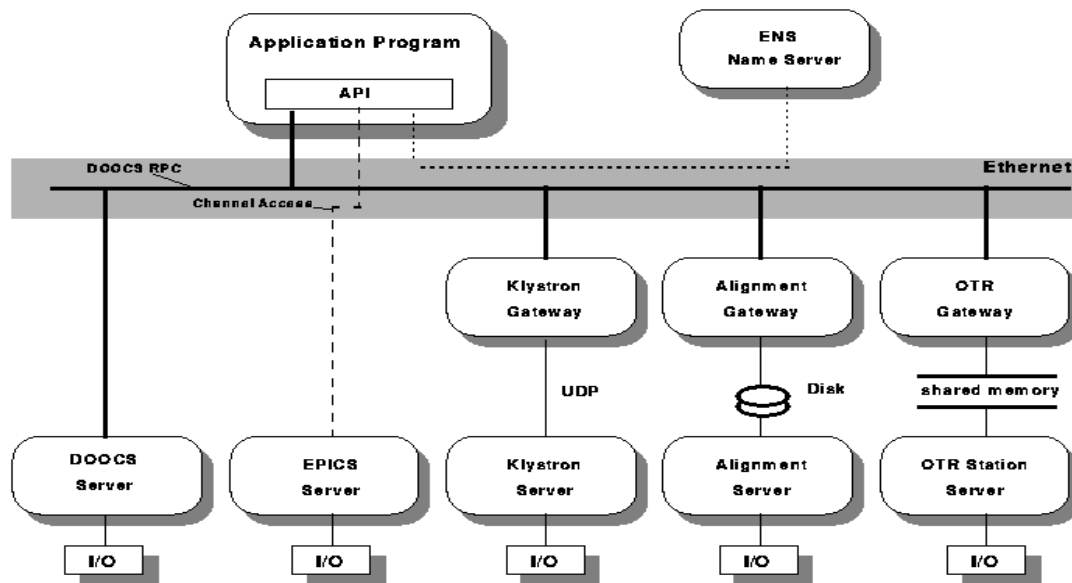 Application Program
API
ENS
Name Server
DOOCS RPC
Ethernet
Channel Access
Klystron
Gateway
Alignment
Gateway
OTR
Gateway
UDP
Disk
shared memory
DOOCS
Server
EPICS
Server
Klystron
Server
Alignment
Server
OTR Station
Server
I/O
I/O
I/O
I/O
I/O